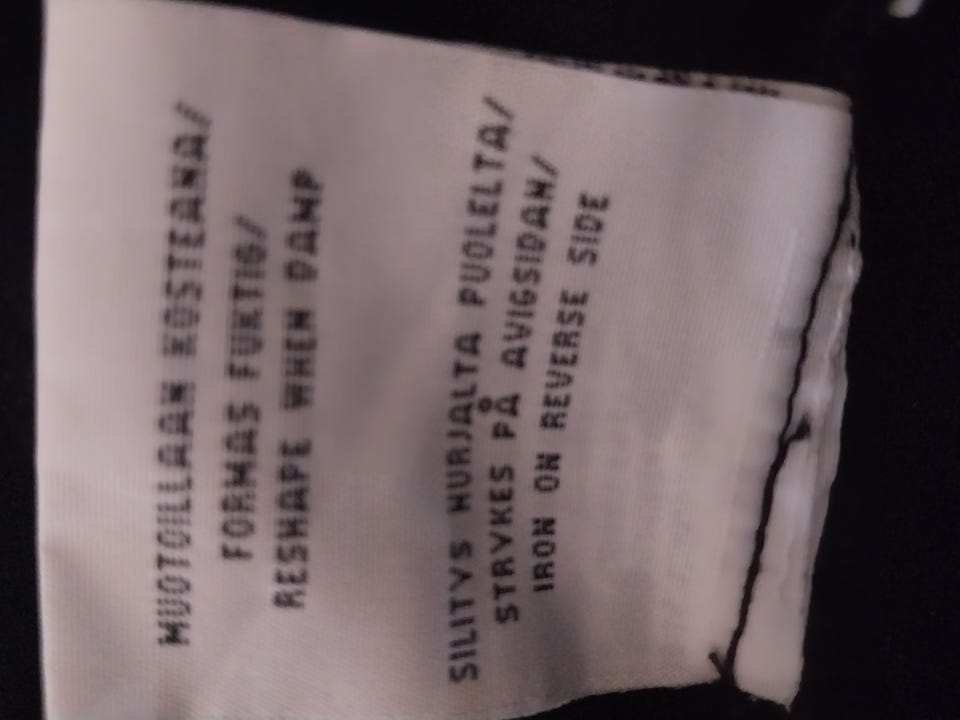 MUOTOILLAAN KOSTEANA/
FORMAS FUKTIG/
RESHAPE WHEN DAMP
SILITYS NURJALTA PUOLELTA/
STRYKES PÅ AVIGSIDAN/
IRON ON REVERSE SIDE